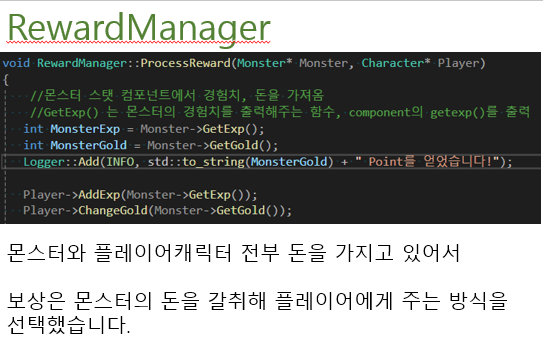 RewardManager
void RewardManager::ProcessReward(Monster* Monster, Character* Player)
{
//몬스터 스탯 컴포넌트에서 경험치, 돈을 가져옴
//GetExp() 는 몬스터의 경험치를 출력해주는 함수, component의 getexp()를 출력
int MonsterExp = Monster->GetExp();
int MonsterGold = Monster->GetGold();
Logger::Add(INFO, std::to_string(MonsterGold) + " Point를 얻었습니다!");
Player->AddExp(Monster->GetExp());
Player->ChangeGold(Monster->GetGold());
몬스터와 플레이어캐릭터 전부 돈을 가지고 있어서
보상은 몬스터의 돈을 갈취해 플레이어에게 주는 방식을
선택했습니다.